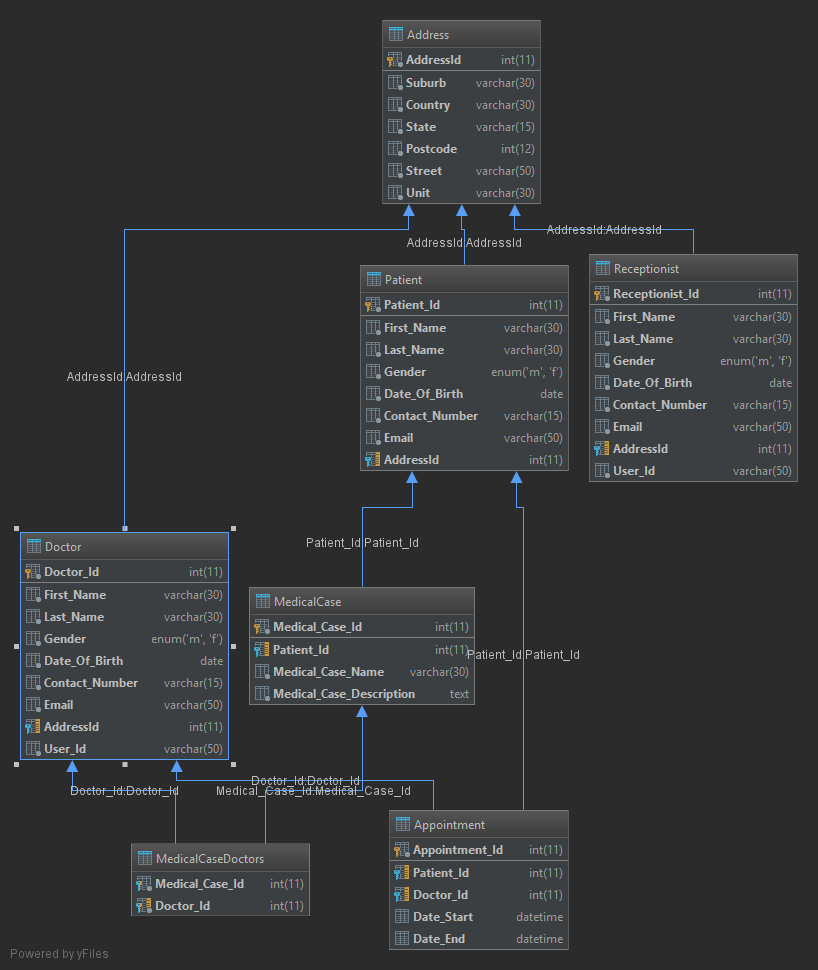 Address
AddressId int(11)
Suburb varchar(30)
Country varchar(30)
State varchar(15)
Postcode int(12)
Street varchar(50)
Unit varchar(30)
AddressId:AddressId
AddressId:AddressId
AddressId:AddressId
Patient
Patient_Id int(11)
First_Name varchar(30)
Last_Name varchar(30)
Gender enum('m', 'f')
Date_Of_Birth date
Contact_Number varchar(15)
Email varchar(50)
AddressId int(11)
Receptionist
Receptionist_Id int(11)
First_Name varchar(30)
Last_Name varchar(30)
Gender enum('m', 'f')
Date_Of_Birth date
Contact_Number varchar(15)
Email varchar(50)
AddressId int(11)
User_Id varchar(50)
Patient_Id:Patient_Id
Doctor
Doctor_Id int(11)
First_Name varchar(30)
Last_Name varchar(30)
Gender enum('m', 'f')
Date_Of_Birth date
Contact_Number varchar(15)
Email varchar(50)
AddressId int(11)
User_Id varchar(50)
MedicalCase
Medical_Case_Id int(11)
Patient_Id int(11)
Medical_Case_Name varchar(30)
Medical_Case_Description text
Patient_Id:Patient_Id
Doctor_Id:Doctor_Id
Doctor_Id:Doctor_Id
Medical_Case_Id:Medical_Case_Id
MedicalCaseDoctors
Medical_Case_Id int(11)
Doctor_Id int(11)
Appointment
Appointment_Id int(11)
Patient_Id int(11)
Doctor_Id int(11)
Date_Start datetime
Date_End datetime
Powered by yFiles